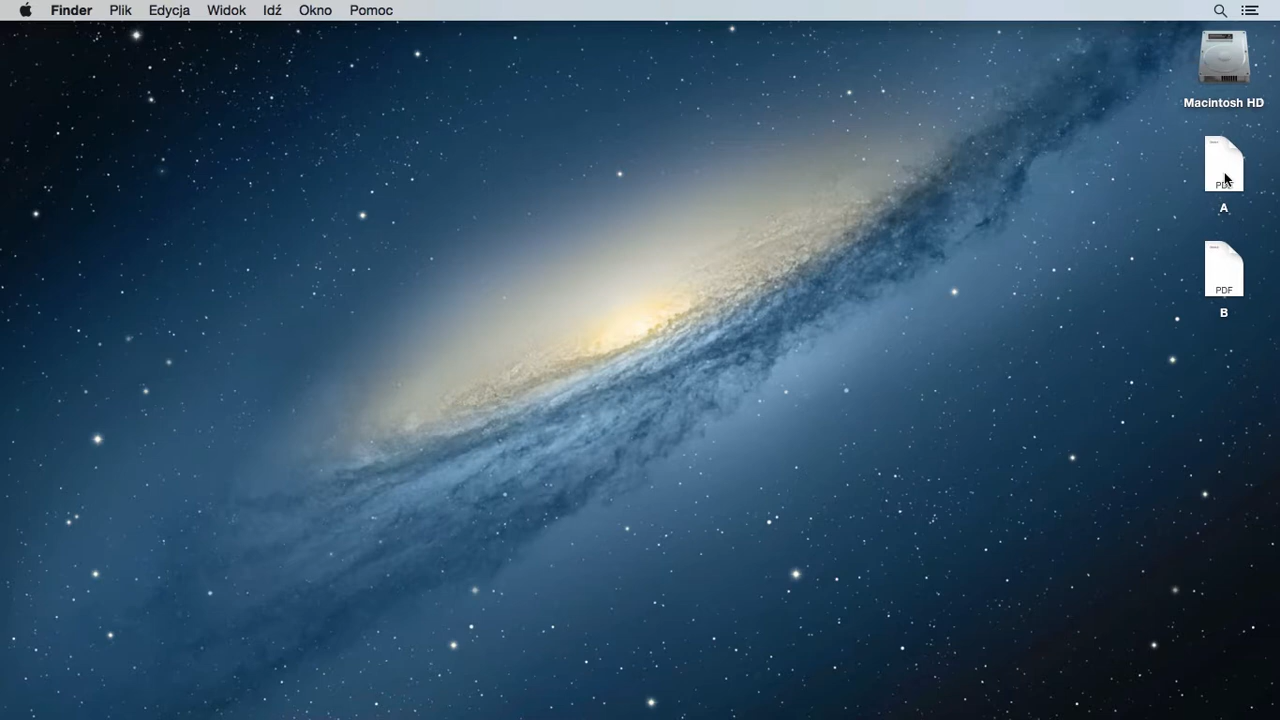 Finder Plik Edycja Widok Idź Okno Pomoc
Macintosh HD
PDF
A
PDF
B